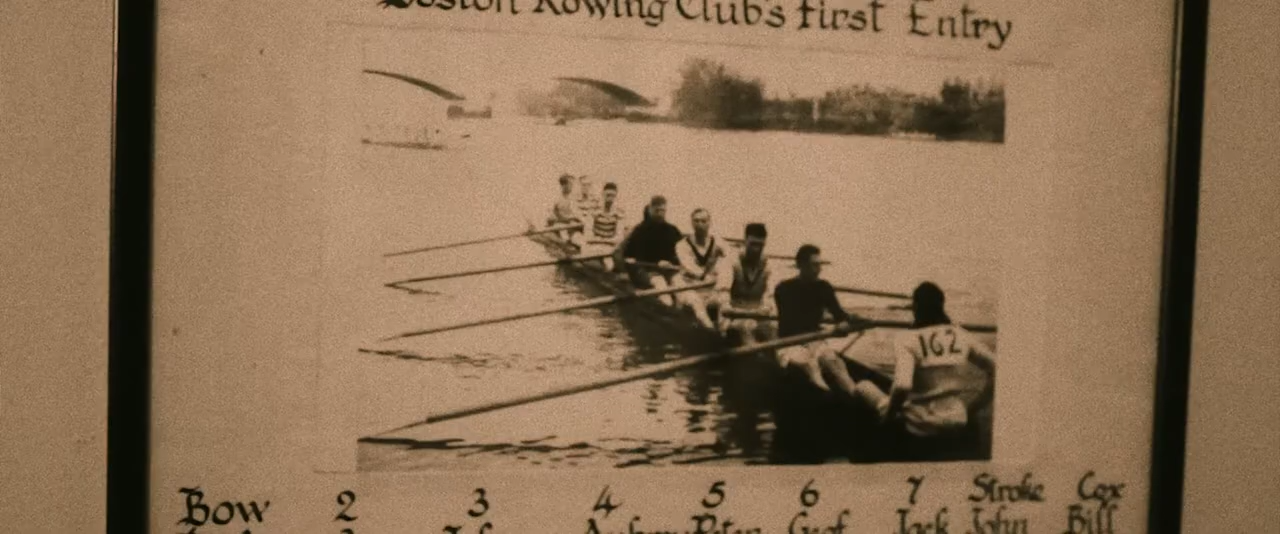 Boston Rowing Club's First Entry
162
Bow 2 3 4 5 6 7 Stroke Cox
Peter Geof Jack John Bill